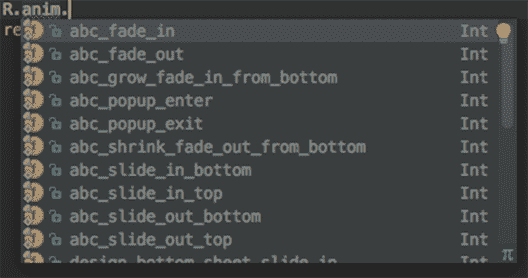 R.anim.
re
abc_fade_in Int
abc_fade_out Int
abc_grow_fade_in_from_bottom Int
abc_popup_enter Int
abc_popup_exit Int
abc_shrink_fade_out_from_bottom Int
abc_slide_in_bottom Int
abc_slide_in_top Int
abc_slide_out_bottom Int
abc_slide_out_top Int
design_bottom_sheet_slide_in Int
π